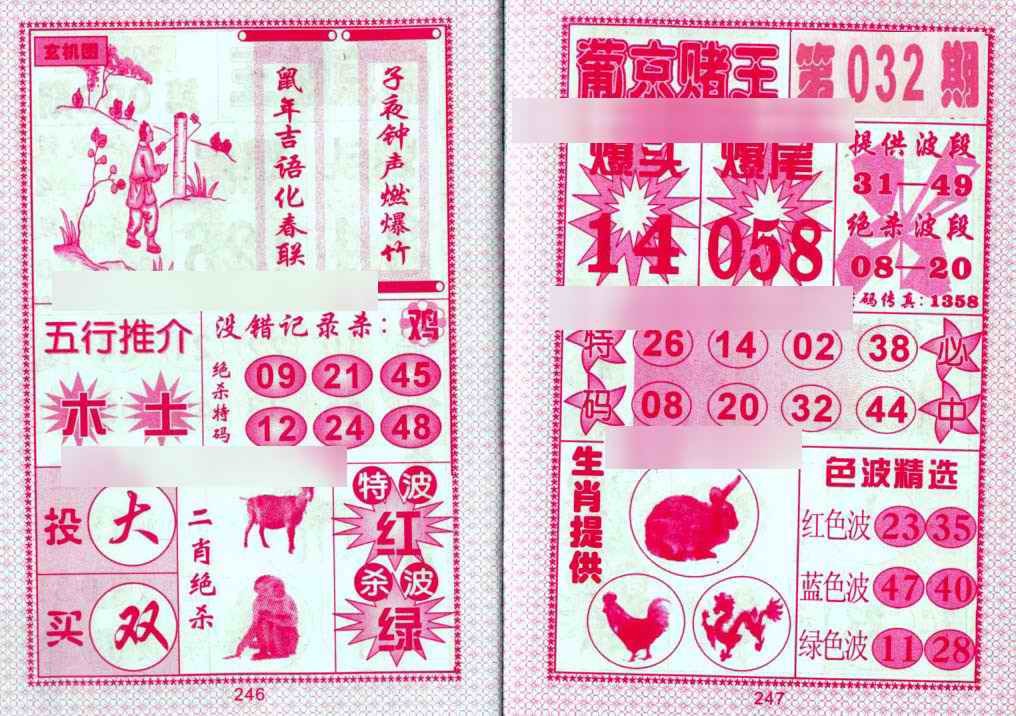 玄机图
鼠年吉语化春联
子夜钟声燃爆竹
五行推介
木 土
没错记录杀：鸡
绝杀特码
09 21 45
12 24 48
投 大
买 双
二肖绝杀
特波
红
杀波
绿
246
葡京赌王 第032期
爆头 爆尾
14 058
提供波段
31—49
绝杀波段
08—20
码传真：1358
特码
26 14 02 38
08 20 32 44
必中
生肖提供
色波精选
红色波 23 35
蓝色波 47 40
绿色波 11 28
247